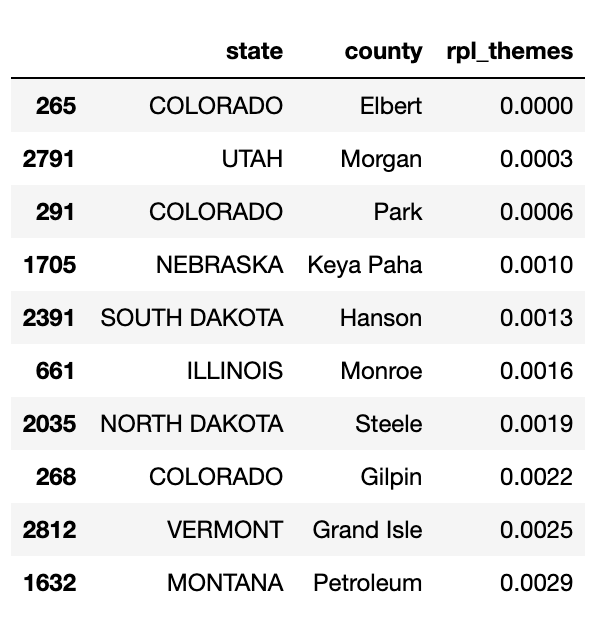 state county rpl_themes
265 COLORADO Elbert 0.0000
2791 UTAH Morgan 0.0003
291 COLORADO Park 0.0006
1705 NEBRASKA Keya Paha 0.0010
2391 SOUTH DAKOTA Hanson 0.0013
661 ILLINOIS Monroe 0.0016
2035 NORTH DAKOTA Steele 0.0019
268 COLORADO Gilpin 0.0022
2812 VERMONT Grand Isle 0.0025
1632 MONTANA Petroleum 0.0029